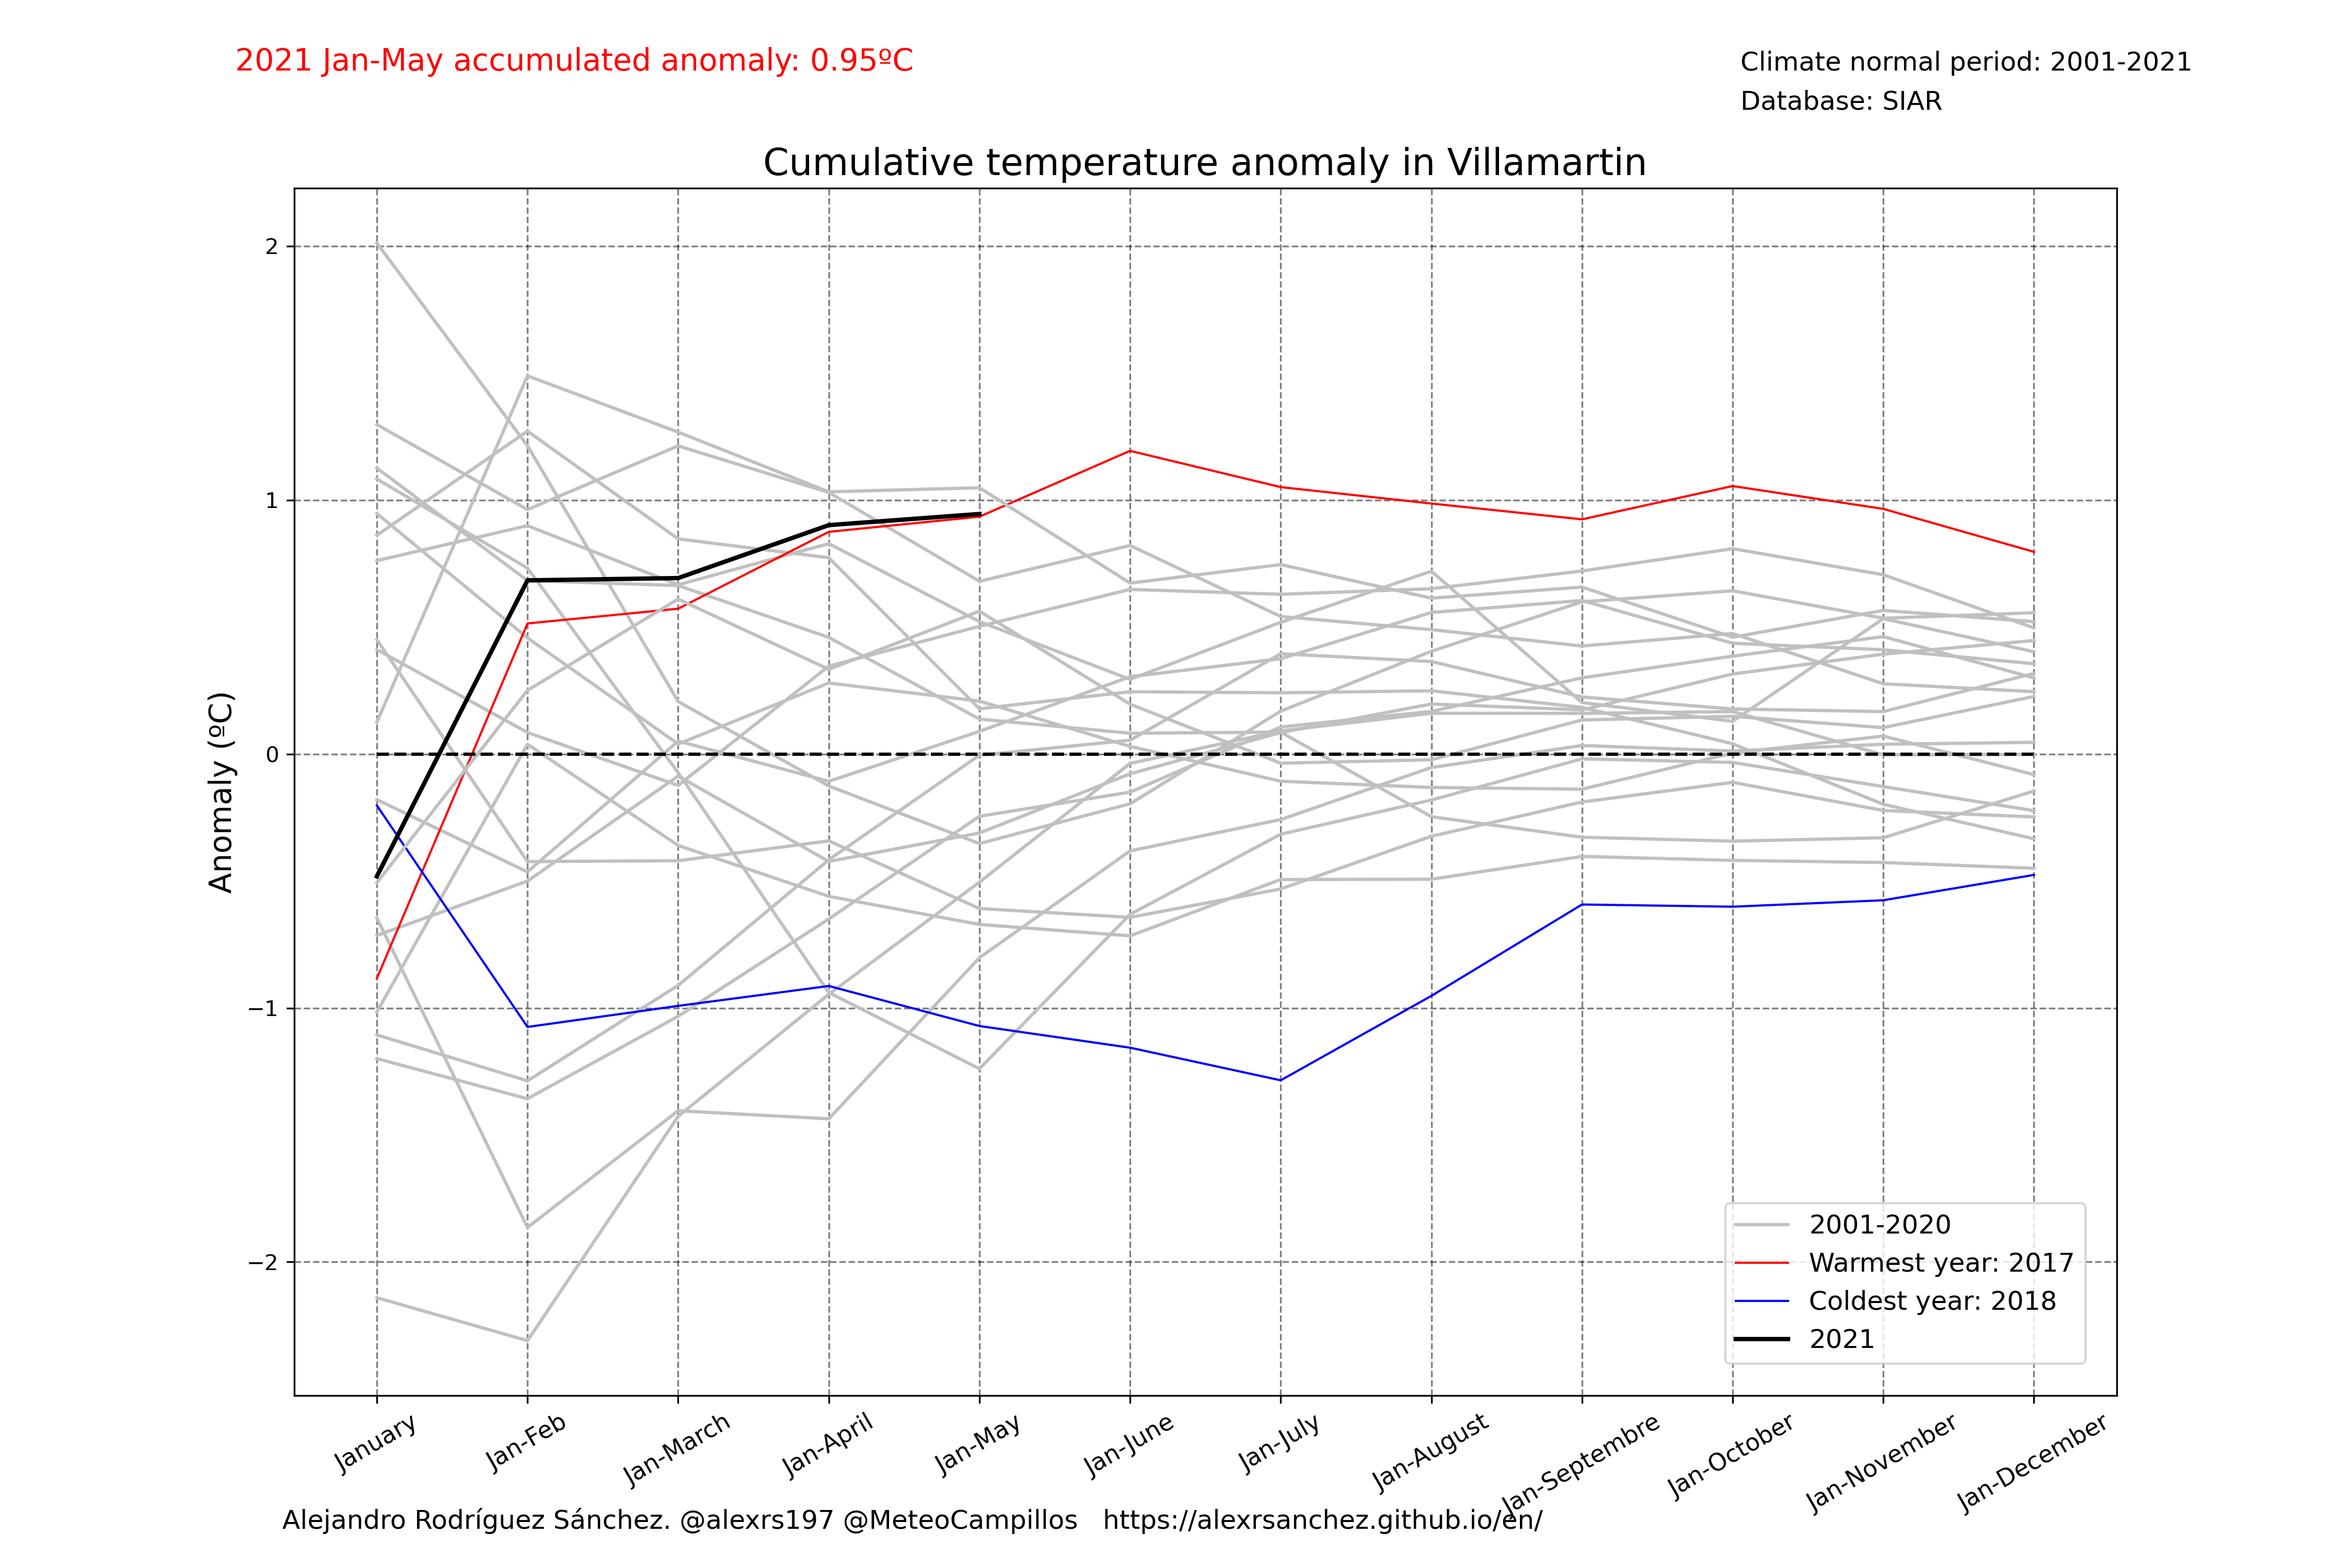 2021 Jan-May accumulated anomaly: 0.95ºC
Climate normal period: 2001-2021
Database: SIAR
Cumulative temperature anomaly in Villamartin
Anomaly (ºC)
2
1
0
−1
−2
2001-2020
Warmest year: 2017
Coldest year: 2018
2021
January
Jan-Feb
Jan-March
Jan-April
Jan-May
Jan-June
Jan-July
Jan-August
Jan-Septembre
Jan-October
Jan-November
Jan-December
Alejandro Rodríguez Sánchez. @alexrs197 @MeteoCampillos https://alexrsanchez.github.io/en/